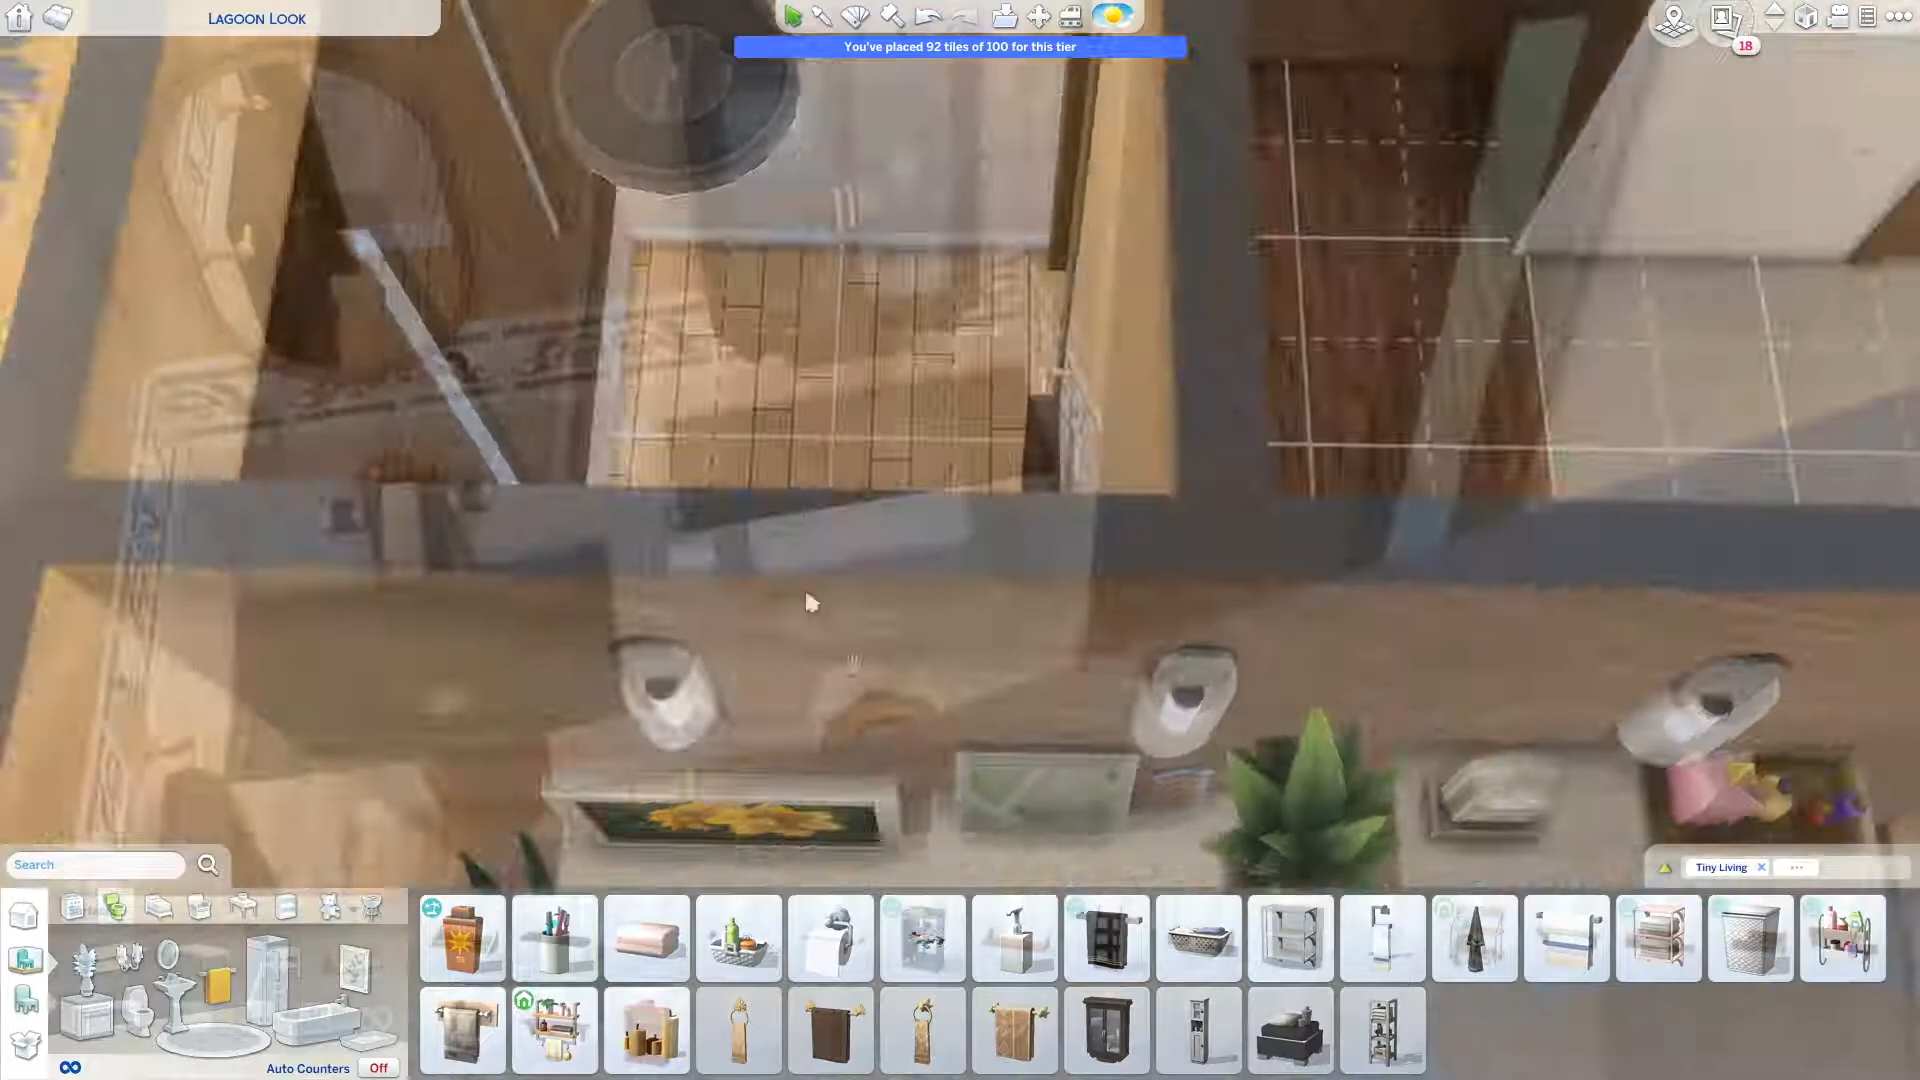 LAGOON LOOK
You've placed 92 tiles of 100 for this tier
18
Search
Tiny Living
Auto Counters
Off